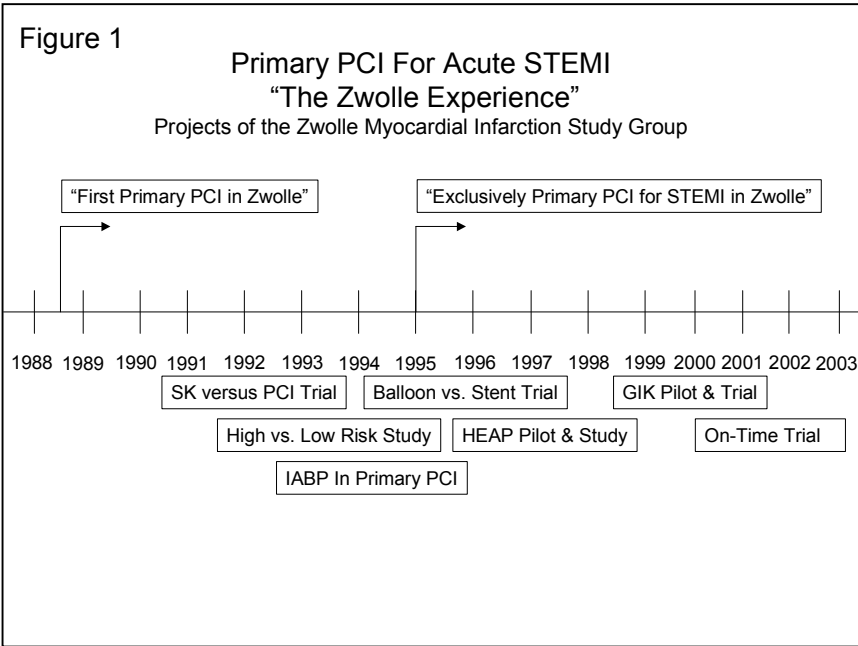 Figure 1
Primary PCI For Acute STEMI
“The Zwolle Experience”
Projects of the Zwolle Myocardial Infarction Study Group
“First Primary PCI in Zwolle” “Exclusively Primary PCI for STEMI in Zwolle”
1988 1989 1990 1991 1992 1993 1994 1995 1996 1997 1998 1999 2000 2001 2002 2003
SK versus PCI Trial Balloon vs. Stent Trial GIK Pilot & Trial
High vs. Low Risk Study HEAP Pilot & Study On-Time Trial
IABP In Primary PCI